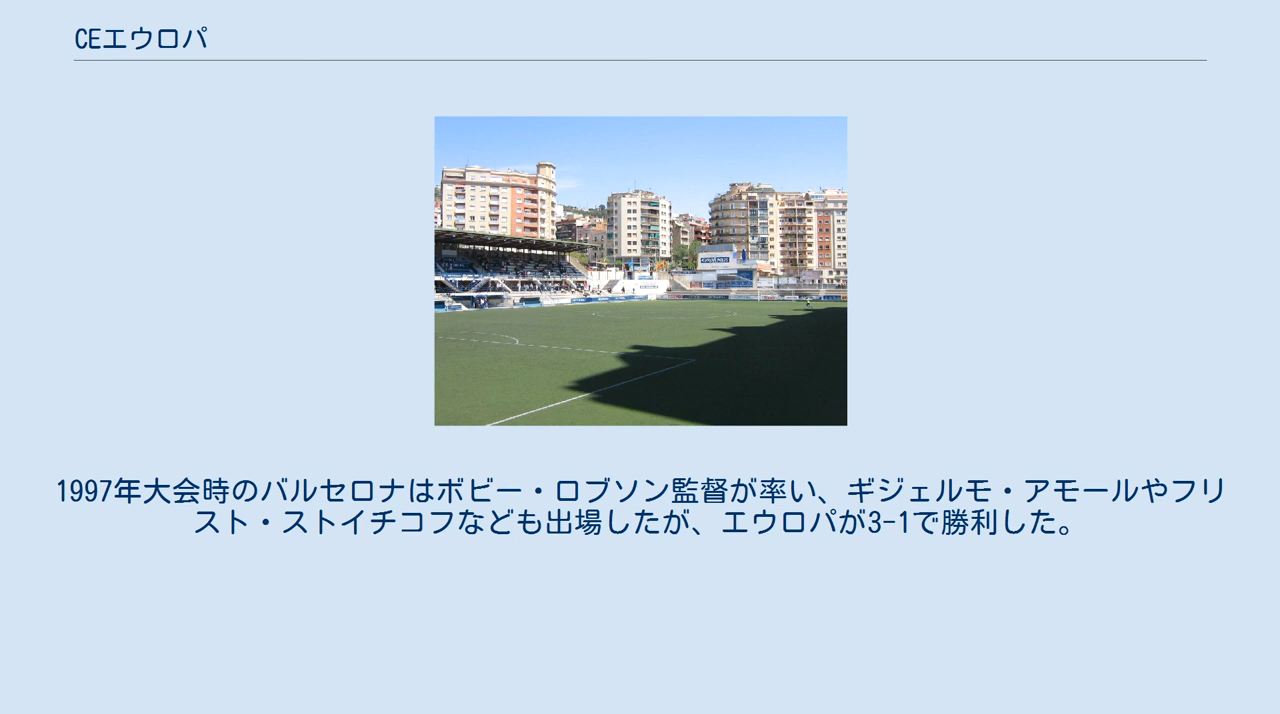 CEエウロパ
1997年大会時のバルセロナはボビー・ロブソン監督が率い、ギジェルモ・アモールやフリ
スト・ストイチコフなども出場したが、エウロパが3-1で勝利した。